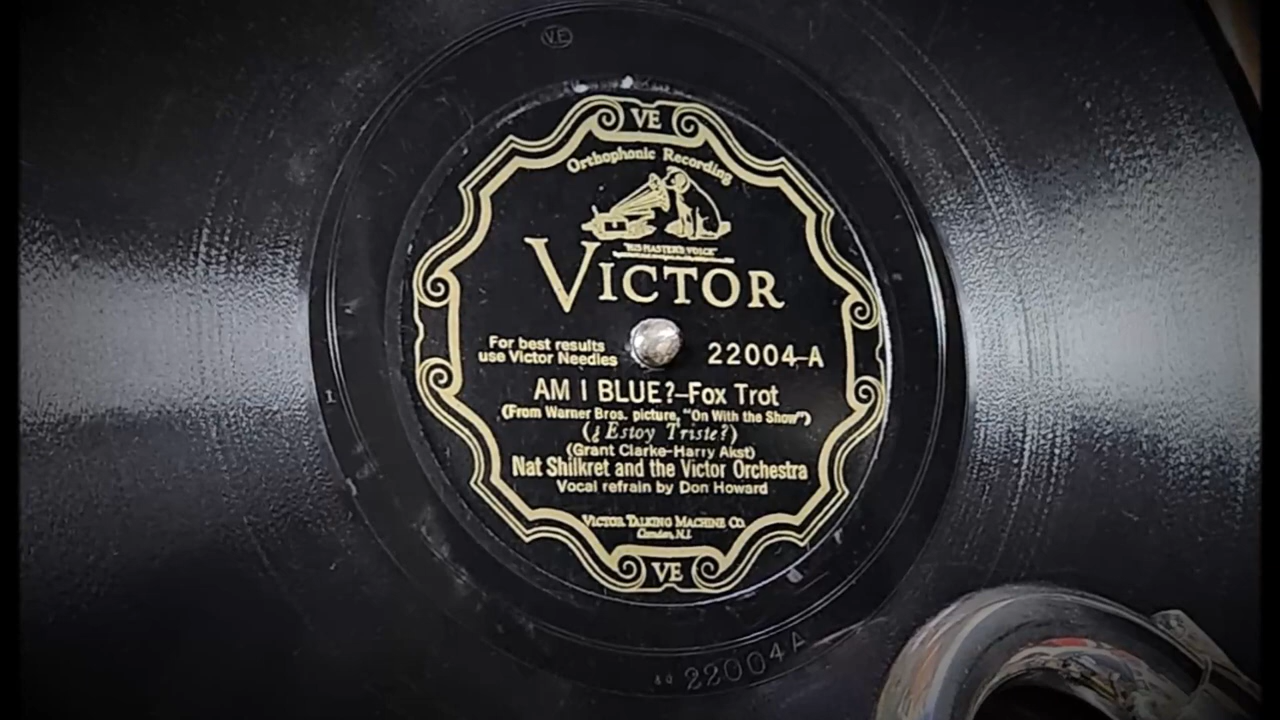 VE
VE
Orthophonic Recording
"HIS MASTER'S VOICE"
VICTOR
For best results
use Victor Needles
22004-A
AM I BLUE?–FOX TROT
(From Warner Bros. picture, "On With the Show")
(¿Estoy Triste?)
(Grant Clarke-Harry Akst)
Nat Shilkret and the Victor Orchestra
Vocal refrain by Don Howard
VICTOR TALKING MACHINE CO.
Camden, N.J.
VE
22004A